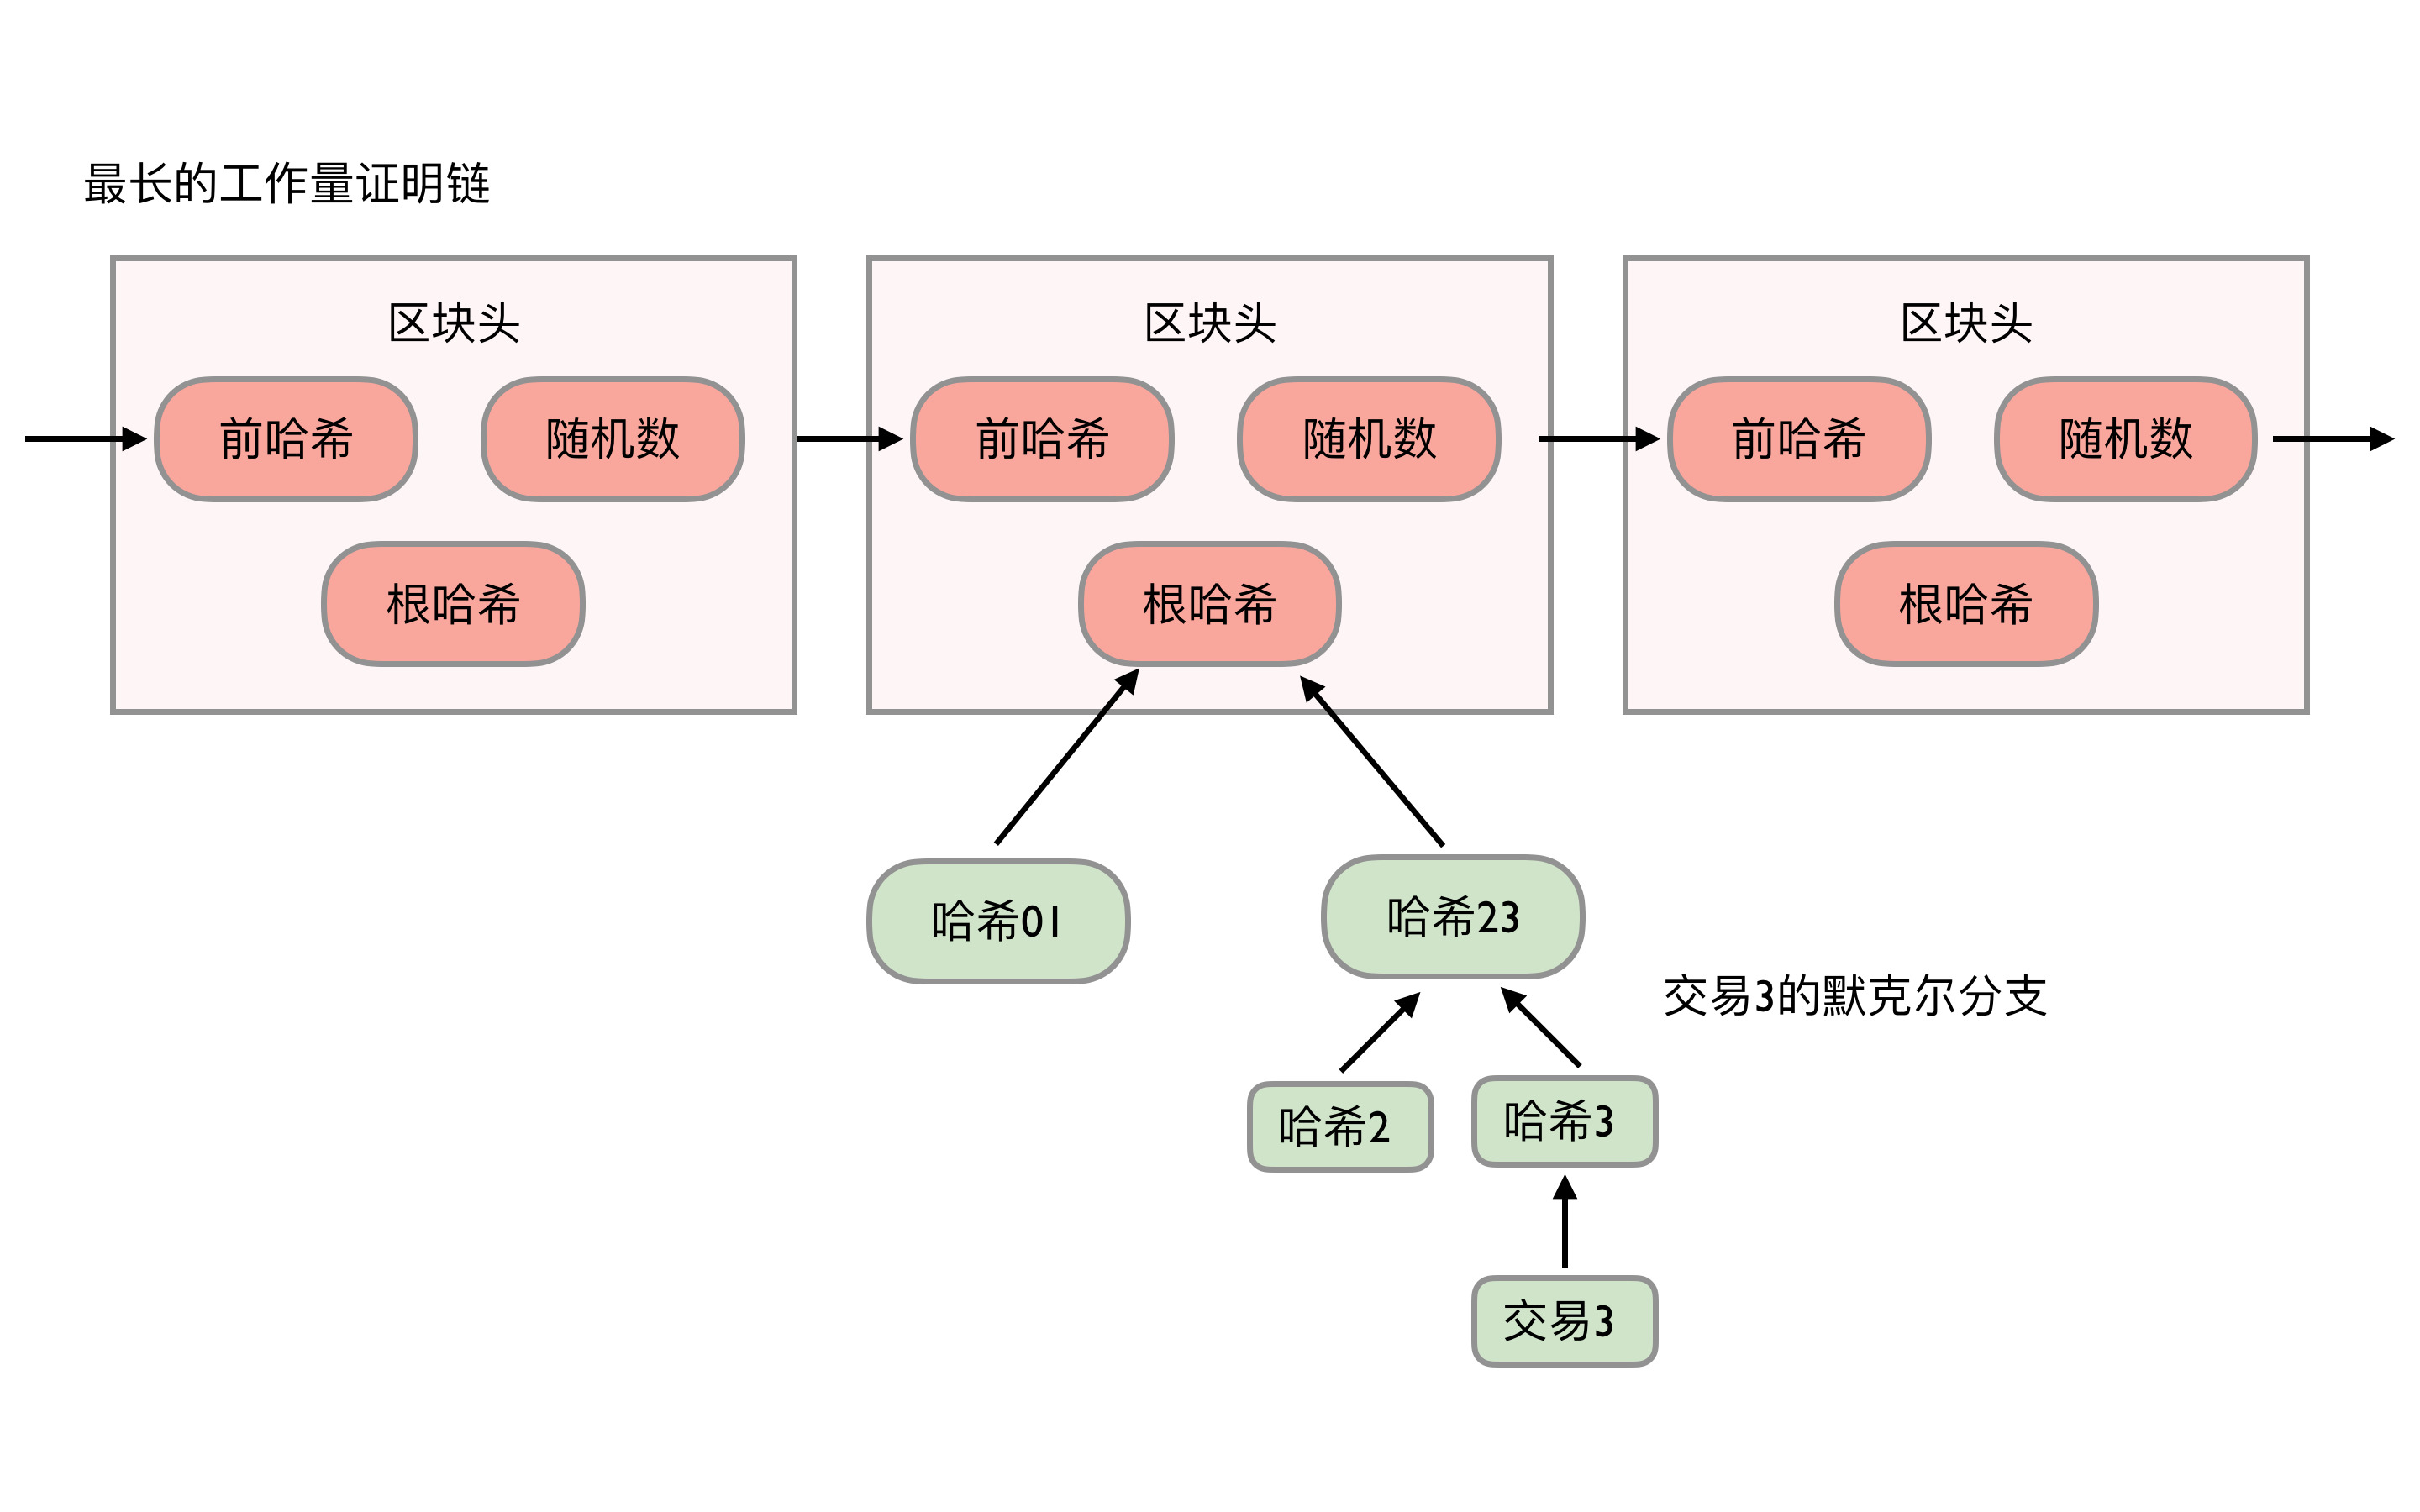 最长的工作量证明链
区块头
区块头
区块头
前哈希
随机数
前哈希
随机数
前哈希
随机数
根哈希
根哈希
根哈希
哈希01
哈希23
交易3的默克尔分支
哈希2
哈希3
交易3